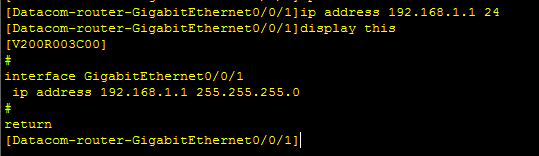 [Datacom-router-GigabitEthernet0/0/1]ip address 192.168.1.1 24
[Datacom-router-GigabitEthernet0/0/1]display this
[V200R003C00]
#
interface GigabitEthernet0/0/1
 ip address 192.168.1.1 255.255.255.0
#
return
[Datacom-router-GigabitEthernet0/0/1]